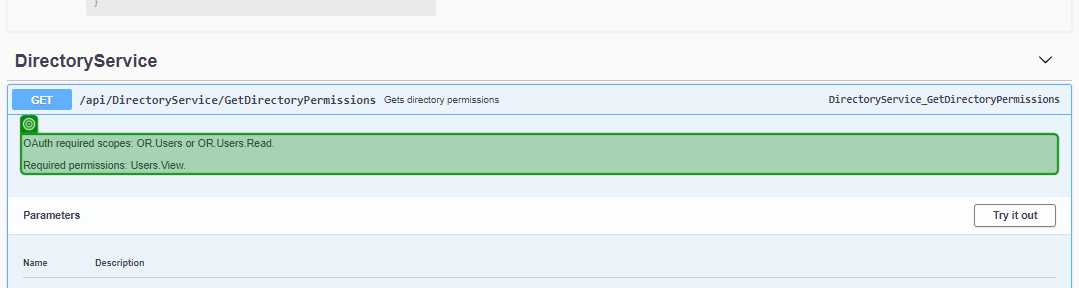 }
DirectoryService
GET /api/DirectoryService/GetDirectoryPermissions Gets directory permissions DirectoryService_GetDirectoryPermissions
OAuth required scopes: OR.Users or OR.Users.Read.
Required permissions: Users.View.
Parameters Try it out
Name Description